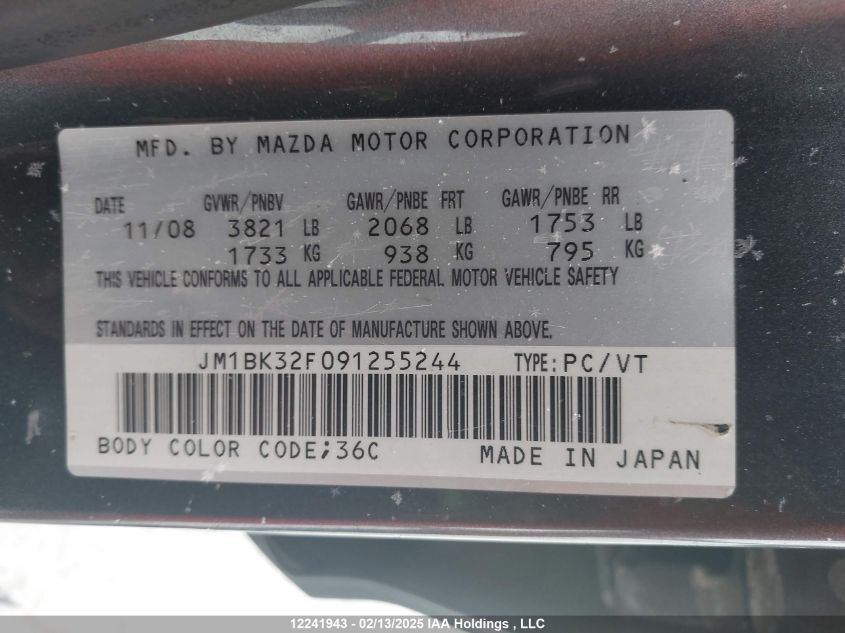 MFD. BY MAZDA MOTOR CORPORATION
DATE GVWR/PNBV GAWR/PNBE FRT GAWR/PNBE RR
11/08 3821 LB 2068 LB 1753 LB
1733 KG 938 KG 795 KG
THIS VEHICLE CONFORMS TO ALL APPLICABLE FEDERAL MOTOR VEHICLE SAFETY
STANDARDS IN EFFECT ON THE DATE OF MANUFACTURE SHOWN ABOVE.
JM1BK32F091255244 TYPE: PC/VT
BODY COLOR CODE;36C MADE IN JAPAN
12241943 - 02/13/2025 IAA Holdings , LLC